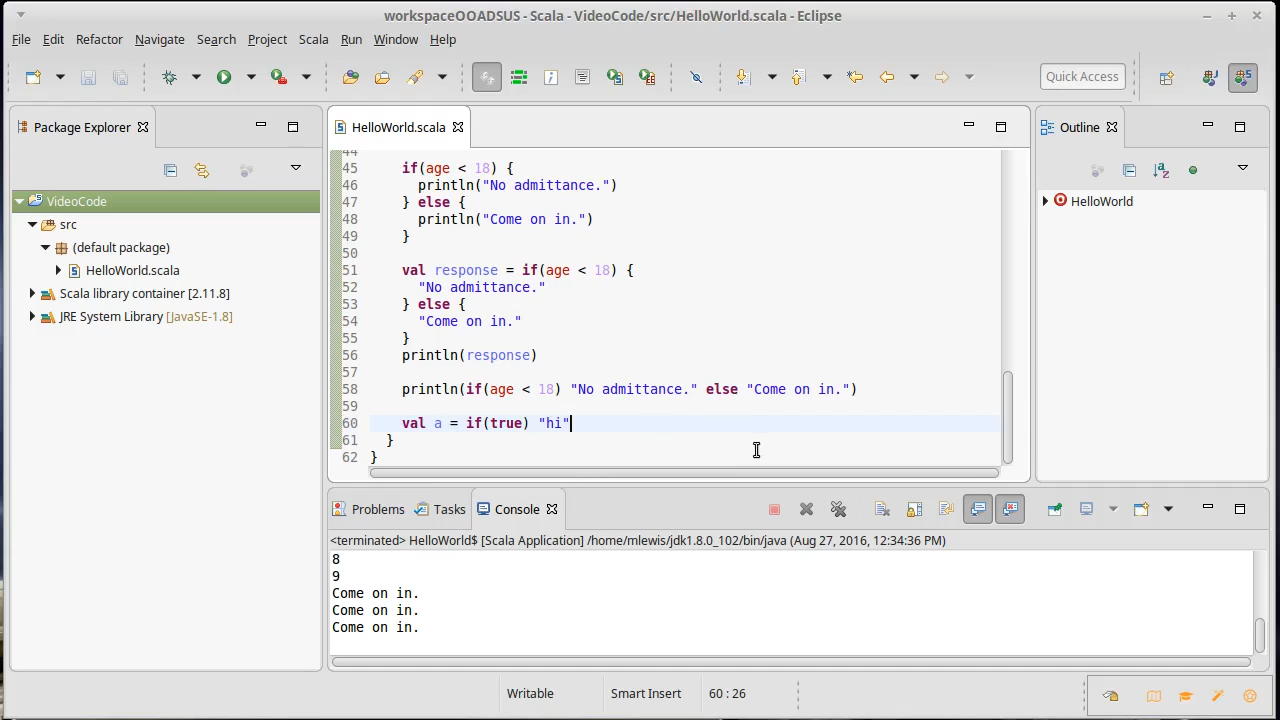 workspaceOOADSUS - Scala - VideoCode/src/HelloWorld.scala - Eclipse
File Edit Refactor Navigate Search Project Scala Run Window Help
Quick Access
Package Explorer
VideoCode
src
(default package)
HelloWorld.scala
Scala library container [2.11.8]
JRE System Library [JavaSE-1.8]
HelloWorld.scala
44
45 if(age < 18) {
46 println("No admittance.")
47 } else {
48 println("Come on in.")
49 }
50
51 val response = if(age < 18) {
52 "No admittance."
53 } else {
54 "Come on in."
55 }
56 println(response)
57
58 println(if(age < 18) "No admittance." else "Come on in.")
59
60 val a = if(true) "hi"
61 }
62 }
Outline
HelloWorld
Problems Tasks Console
<terminated> HelloWorld$ [Scala Application] /home/mlewis/jdk1.8.0_102/bin/java (Aug 27, 2016, 12:34:36 PM)
8
9
Come on in.
Come on in.
Come on in.
Writable Smart Insert 60 : 26